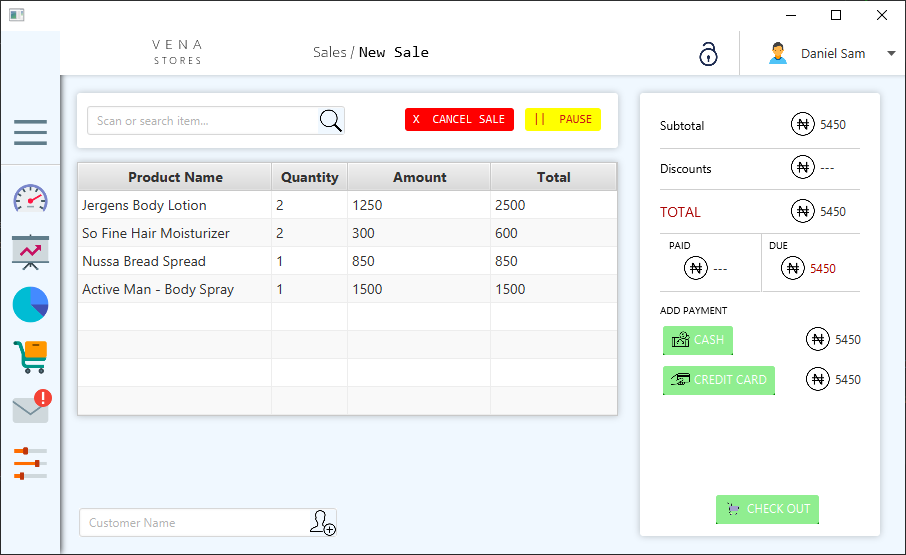 VENA
STORES
Sales / New Sale
Daniel Sam
Scan or search item...
X CANCEL SALE
|| PAUSE
Product Name Quantity Amount Total
Jergens Body Lotion 2 1250 2500
So Fine Hair Moisturizer 2 300 600
Nussa Bread Spread 1 850 850
Active Man - Body Spray 1 1500 1500
Customer Name
Subtotal ₦ 5450
Discounts ₦ ---
TOTAL ₦ 5450
PAID DUE
₦ --- ₦ 5450
ADD PAYMENT
CASH ₦ 5450
CREDIT CARD ₦ 5450
CHECK OUT